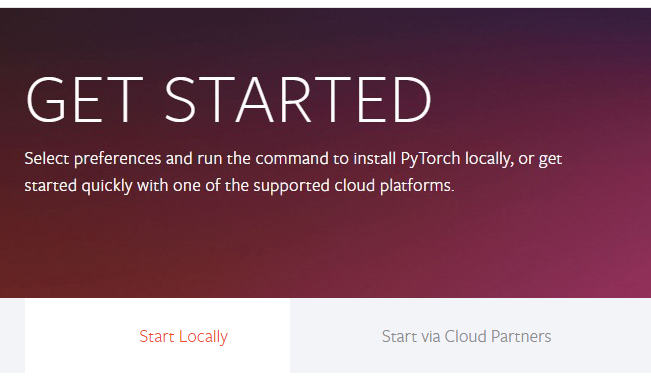 GET STARTED
Select preferences and run the command to install PyTorch locally, or get
started quickly with one of the supported cloud platforms.
Start Locally
Start via Cloud Partners